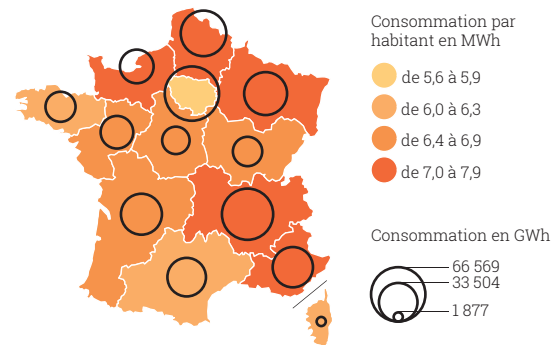 Consommation par
habitant en MWh
de 5,6 à 5,9
de 6,0 à 6,3
de 6,4 à 6,9
de 7,0 à 7,9
Consommation en GWh
66 569
33 504
1 877